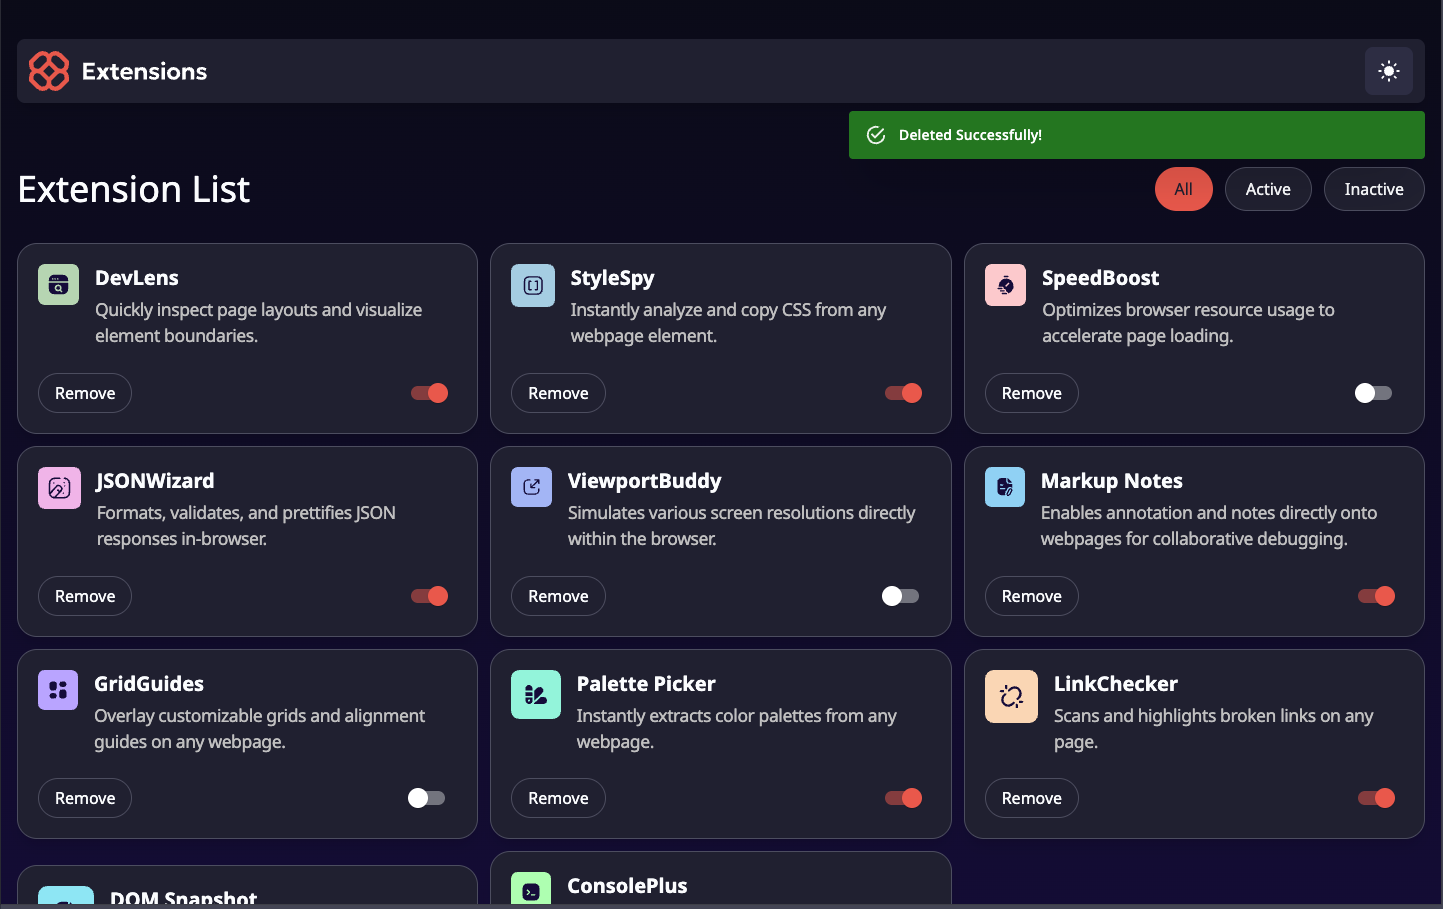 Extensions
Deleted Successfully!
Extension List
All
Active
Inactive
DevLens
Quickly inspect page layouts and visualize
element boundaries.
Remove
StyleSpy
Instantly analyze and copy CSS from any
webpage element.
Remove
SpeedBoost
Optimizes browser resource usage to
accelerate page loading.
Remove
JSONWizard
Formats, validates, and prettifies JSON
responses in-browser.
Remove
ViewportBuddy
Simulates various screen resolutions directly
within the browser.
Remove
Markup Notes
Enables annotation and notes directly onto
webpages for collaborative debugging.
Remove
GridGuides
Overlay customizable grids and alignment
guides on any webpage.
Remove
Palette Picker
Instantly extracts color palettes from any
webpage.
Remove
LinkChecker
Scans and highlights broken links on any
page.
Remove
DOM Snapshot
ConsolePlus